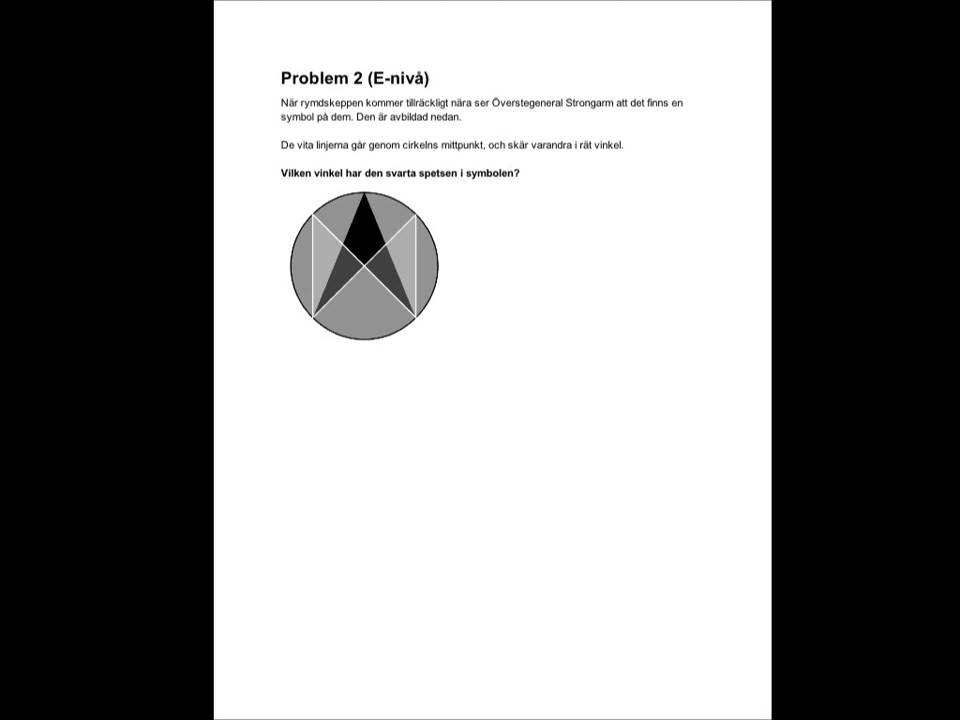 Problem 2 (E-nivå)
När rymdskeppen kommer tillräckligt nära ser Överstegeneral Strongarm att det finns en
symbol på dem. Den är avbildad nedan.
De vita linjerna går genom cirkelns mittpunkt, och skär varandra i rät vinkel.
Vilken vinkel har den svarta spetsen i symbolen?